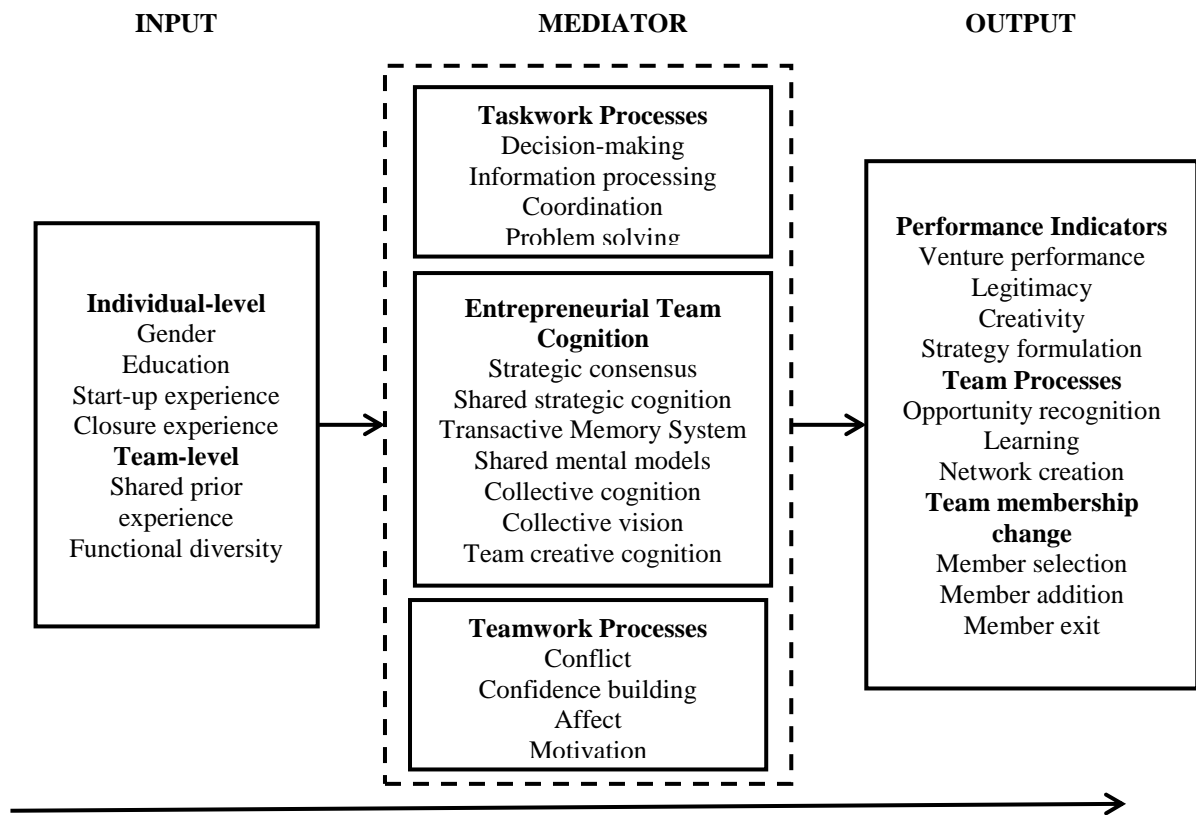 INPUT
MEDIATOR
OUTPUT
Individual-level
Gender
Education
Start-up experience
Closure experience
Team-level
Shared prior
experience
Functional diversity
Taskwork Processes
Decision-making
Information processing
Coordination
Problem solving
Entrepreneurial Team
Cognition
Strategic consensus
Shared strategic cognition
Transactive Memory System
Shared mental models
Collective cognition
Collective vision
Team creative cognition
Teamwork Processes
Conflict
Confidence building
Affect
Motivation
Performance Indicators
Venture performance
Legitimacy
Creativity
Strategy formulation
Team Processes
Opportunity recognition
Learning
Network creation
Team membership
change
Member selection
Member addition
Member exit